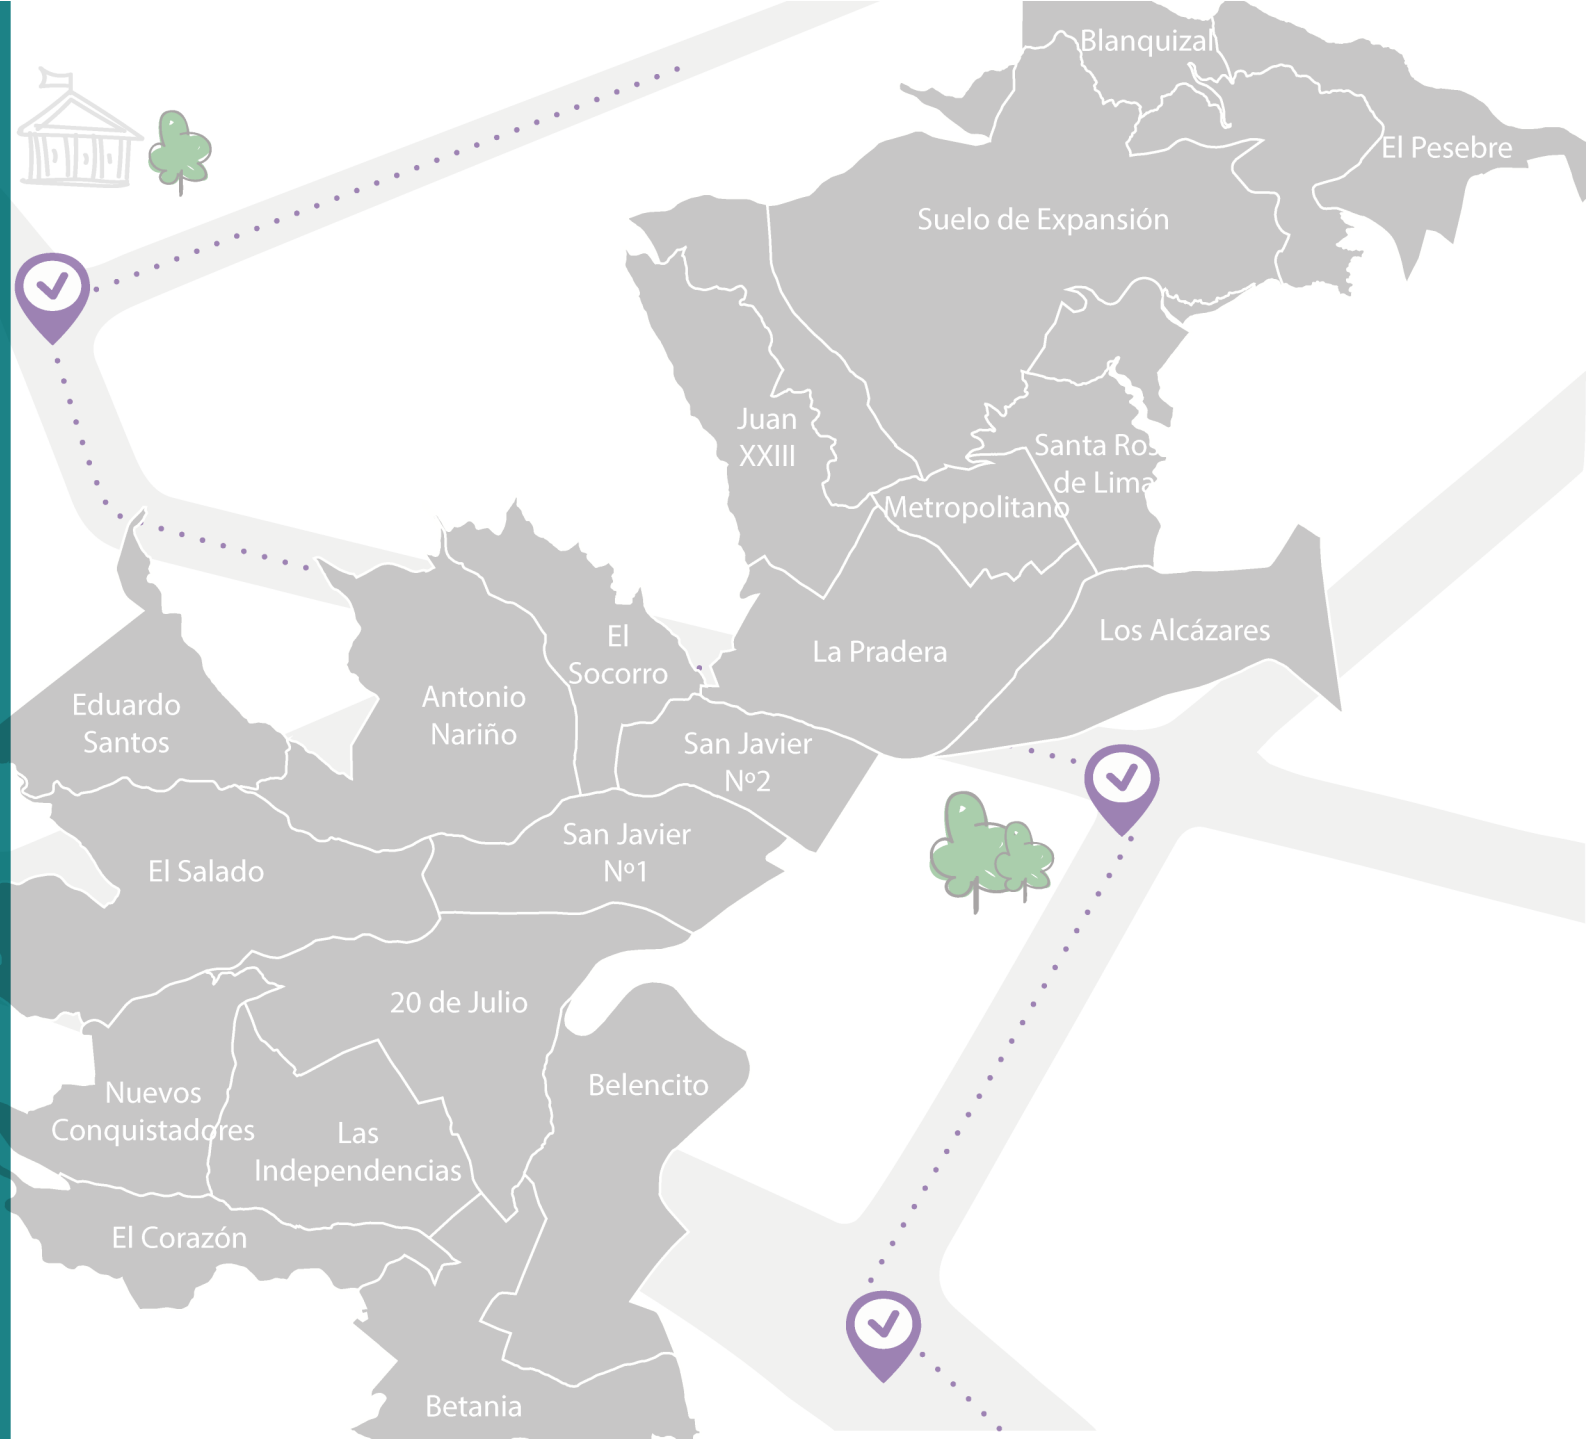 Blanquizal
El Pesebre
Suelo de Expansión
Juan
XXIII
Santa Ros
de Lima
Metropolitano
Los Alcázares
La Pradera
El
Socorro
Antonio
Nariño
Eduardo
Santos
San Javier
Nº2
San Javier
Nº1
El Salado
20 de Julio
Belencito
Nuevos
Conquistadores
Las
Independencias
El Corazón
Betania